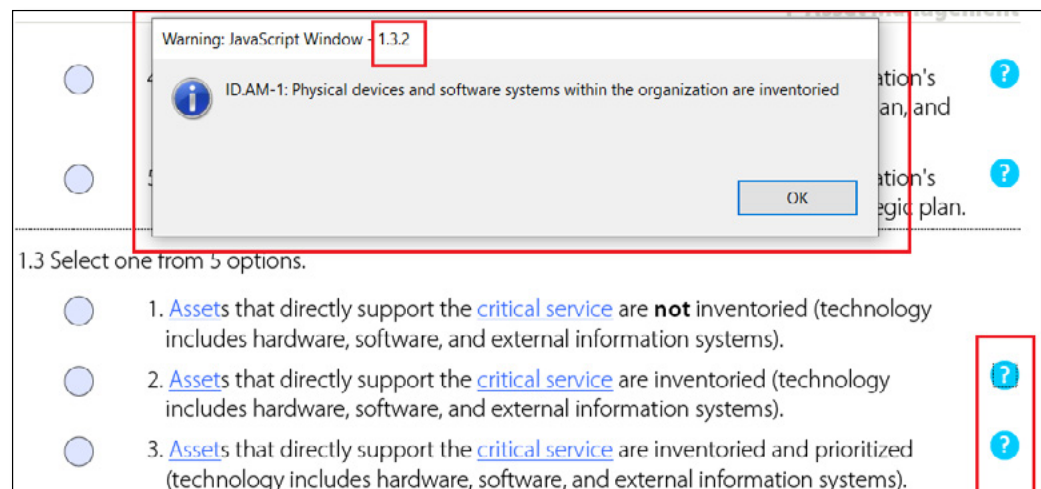 Warning: JavaScript Window - 1.3.2
ID.AM-1: Physical devices and software systems within the organization are inventoried
OK
ation's
an, and
ation's
egic plan.
?
?
1.3 Select one from 5 options.
1. Assets that directly support the critical service are not inventoried (technology
includes hardware, software, and external information systems).
2. Assets that directly support the critical service are inventoried (technology
includes hardware, software, and external information systems).
?
3. Assets that directly support the critical service are inventoried and prioritized
(technology includes hardware, software, and external information systems).
?